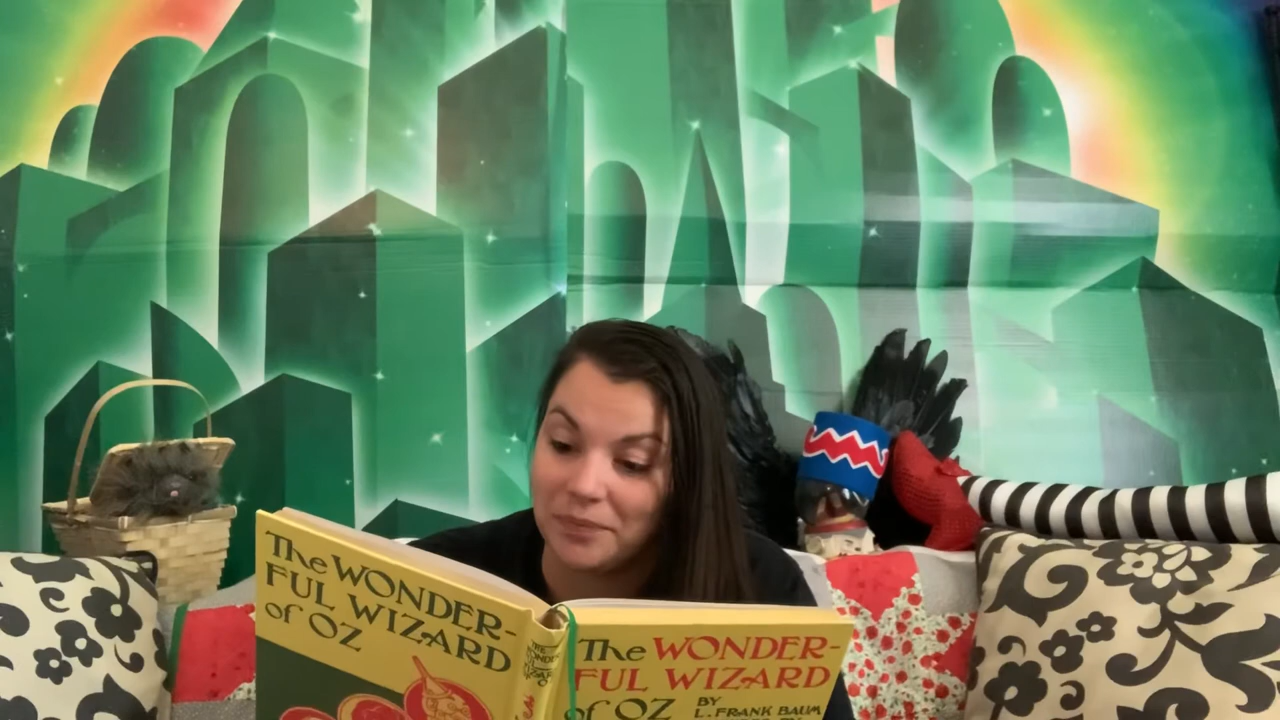 The WONDER-
FUL WIZARD
of OZ
The WONDER-
FUL WIZARD
of OZ BY
L. FRANK BAUM